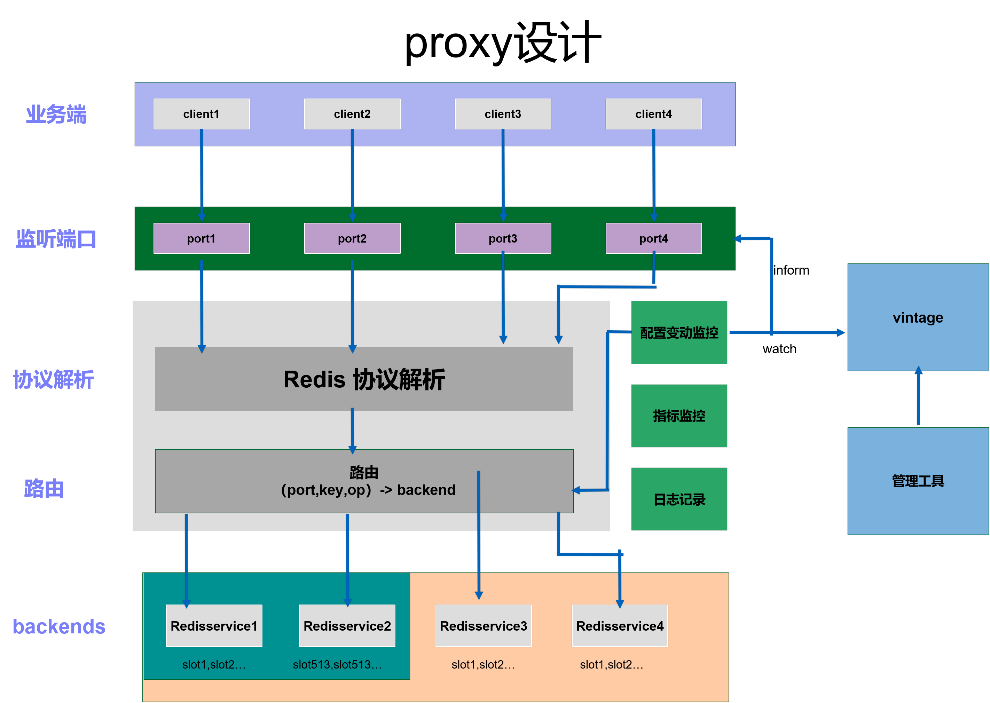 proxy设计
业务端
client1
client2
client3
client4
监听端口
port1
port2
port3
port4
inform
vintage
配置变动监控
watch
协议解析
Redis 协议解析
指标监控
路由
路由
（port,key,op）-> backend
日志记录
管理工具
backends
Redisservice1
Redisservice2
Redisservice3
Redisservice4
slot1,slot2...
slot513,slot513...
slot1,slot2...
slot1,slot2...